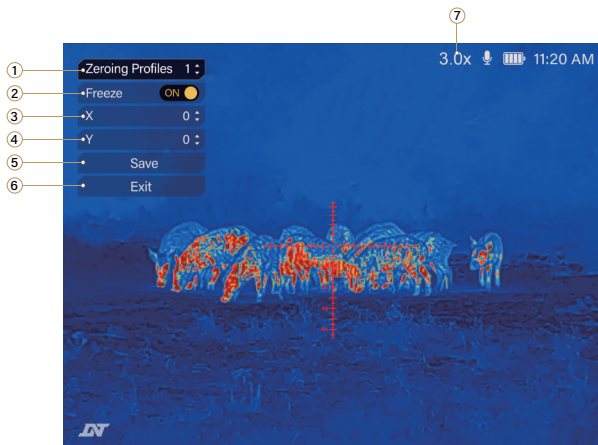 7
3.0x 11:20 AM
1 Zeroing Profiles 1
2 Freeze ON
3 X 0
4 Y 0
5 Save
6 Exit